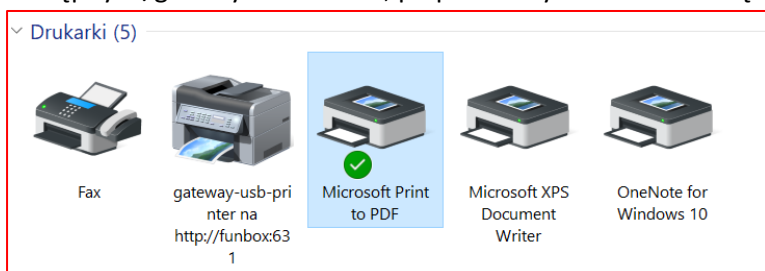 Drukarki (5)
Fax
gateway-usb-pri
nter na
http://funbox:63
1
Microsoft Print
to PDF
Microsoft XPS
Document
Writer
OneNote for
Windows 10